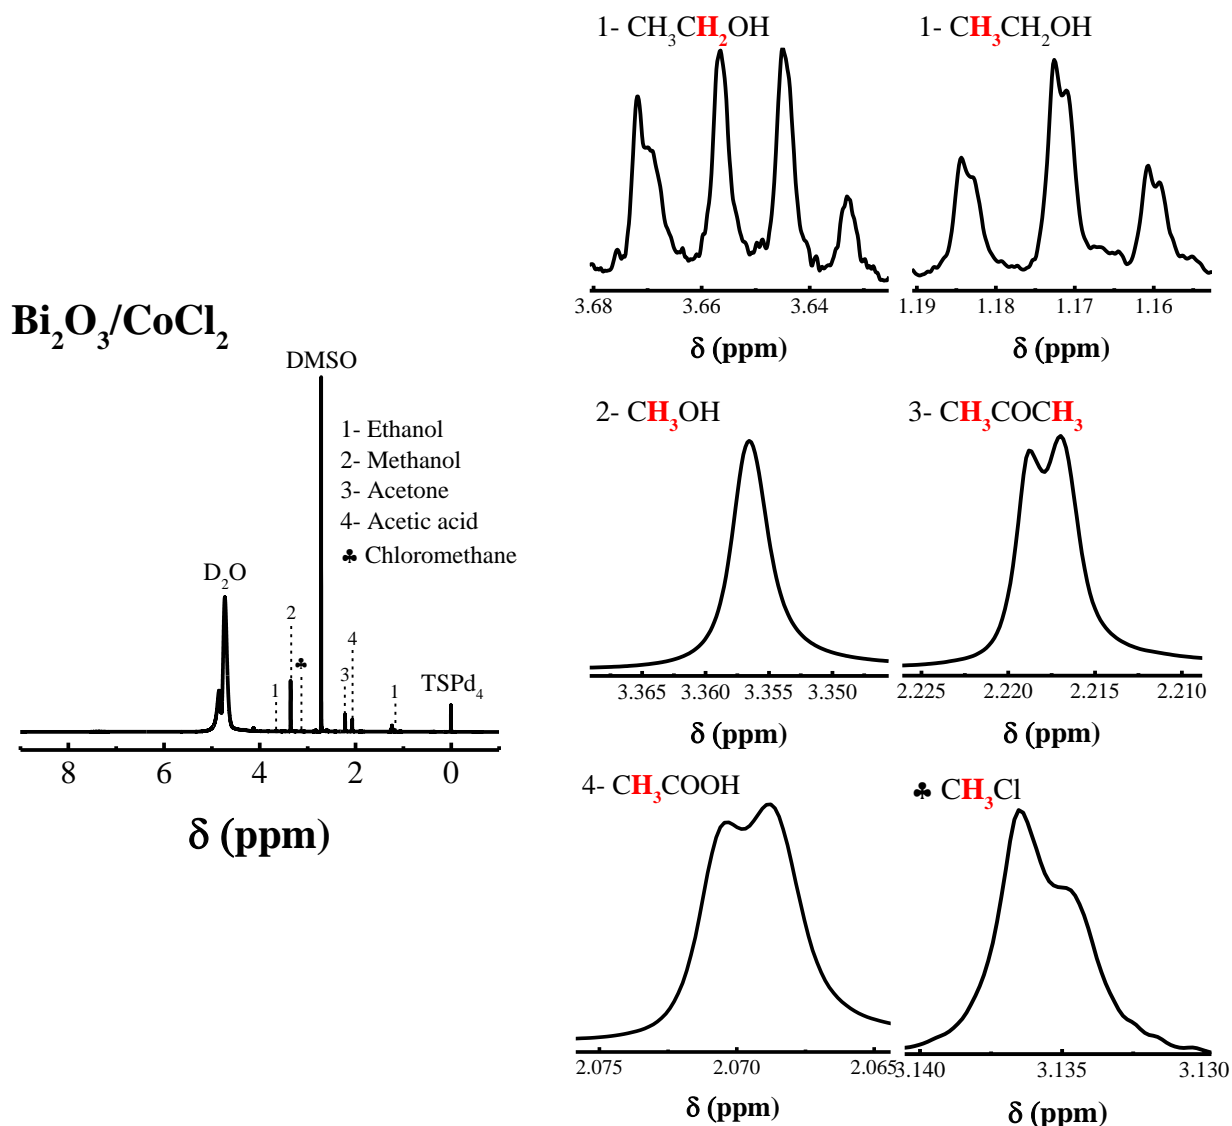 Bi₂O₃/CoCl₂
DMSO
1- Ethanol
2- Methanol
3- Acetone
4- Acetic acid
♣ Chloromethane
D₂O
2
4
♣
1
3
1
TSPd₄
8 6 4 2 0
δ (ppm)
1- CH₃CH₂OH
3.68 3.66 3.64
δ (ppm)
1- CH₃CH₂OH
1.19 1.18 1.17 1.16
δ (ppm)
2- CH₃OH
3.365 3.360 3.355 3.350
δ (ppm)
3- CH₃COCH₃
2.225 2.220 2.215 2.210
δ (ppm)
4- CH₃COOH
2.075 2.070 2.065
δ (ppm)
♣ CH₃Cl
3.140 3.135 3.130
δ (ppm)